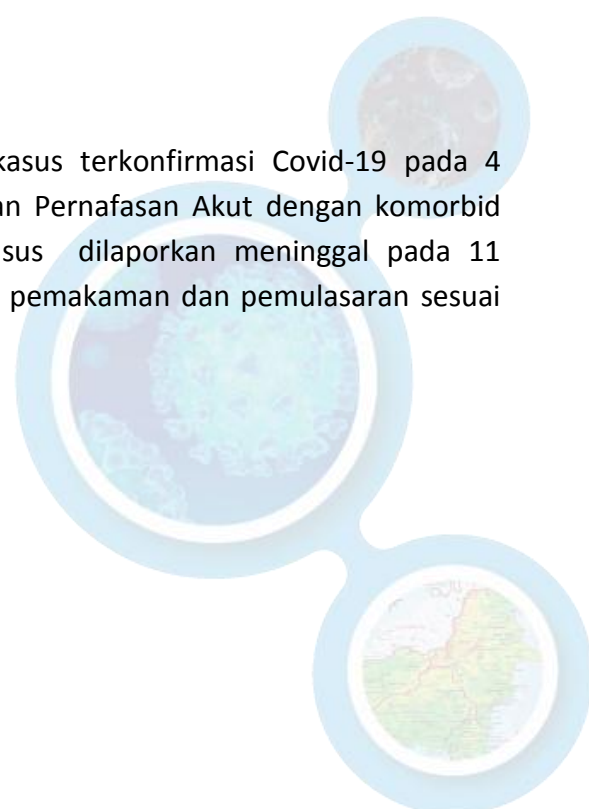 kasus terkonfirmasi Covid-19 pada 4
an Pernafasan Akut dengan komorbid
sus dilaporkan meninggal pada 11
pemakaman dan pemulasaran sesuai